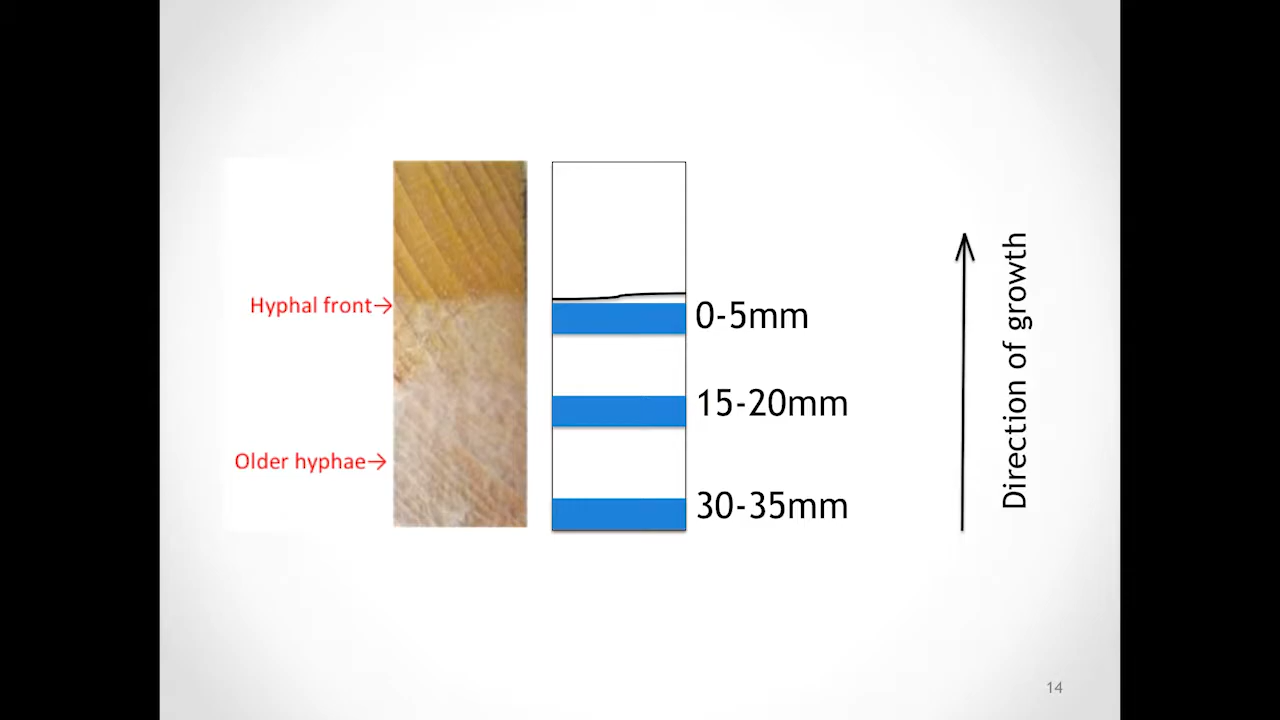 Hyphal front→
Older hyphae→
0-5mm
15-20mm
30-35mm
Direction of growth
14